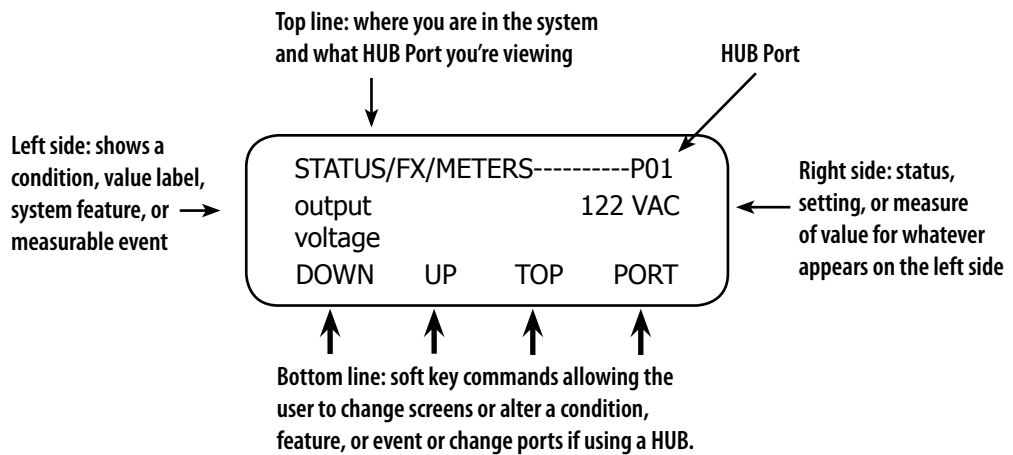 Top line: where you are in the system
and what HUB Port you're viewing
HUB Port
Left side: shows a
condition, value label,
system feature, or
measurable event
STATUS/FX/METERS----------P01
output 122 VAC
voltage
DOWN UP TOP PORT
Right side: status,
setting, or measure
of value for whatever
appears on the left side
Bottom line: soft key commands allowing the
user to change screens or alter a condition,
feature, or event or change ports if using a HUB.